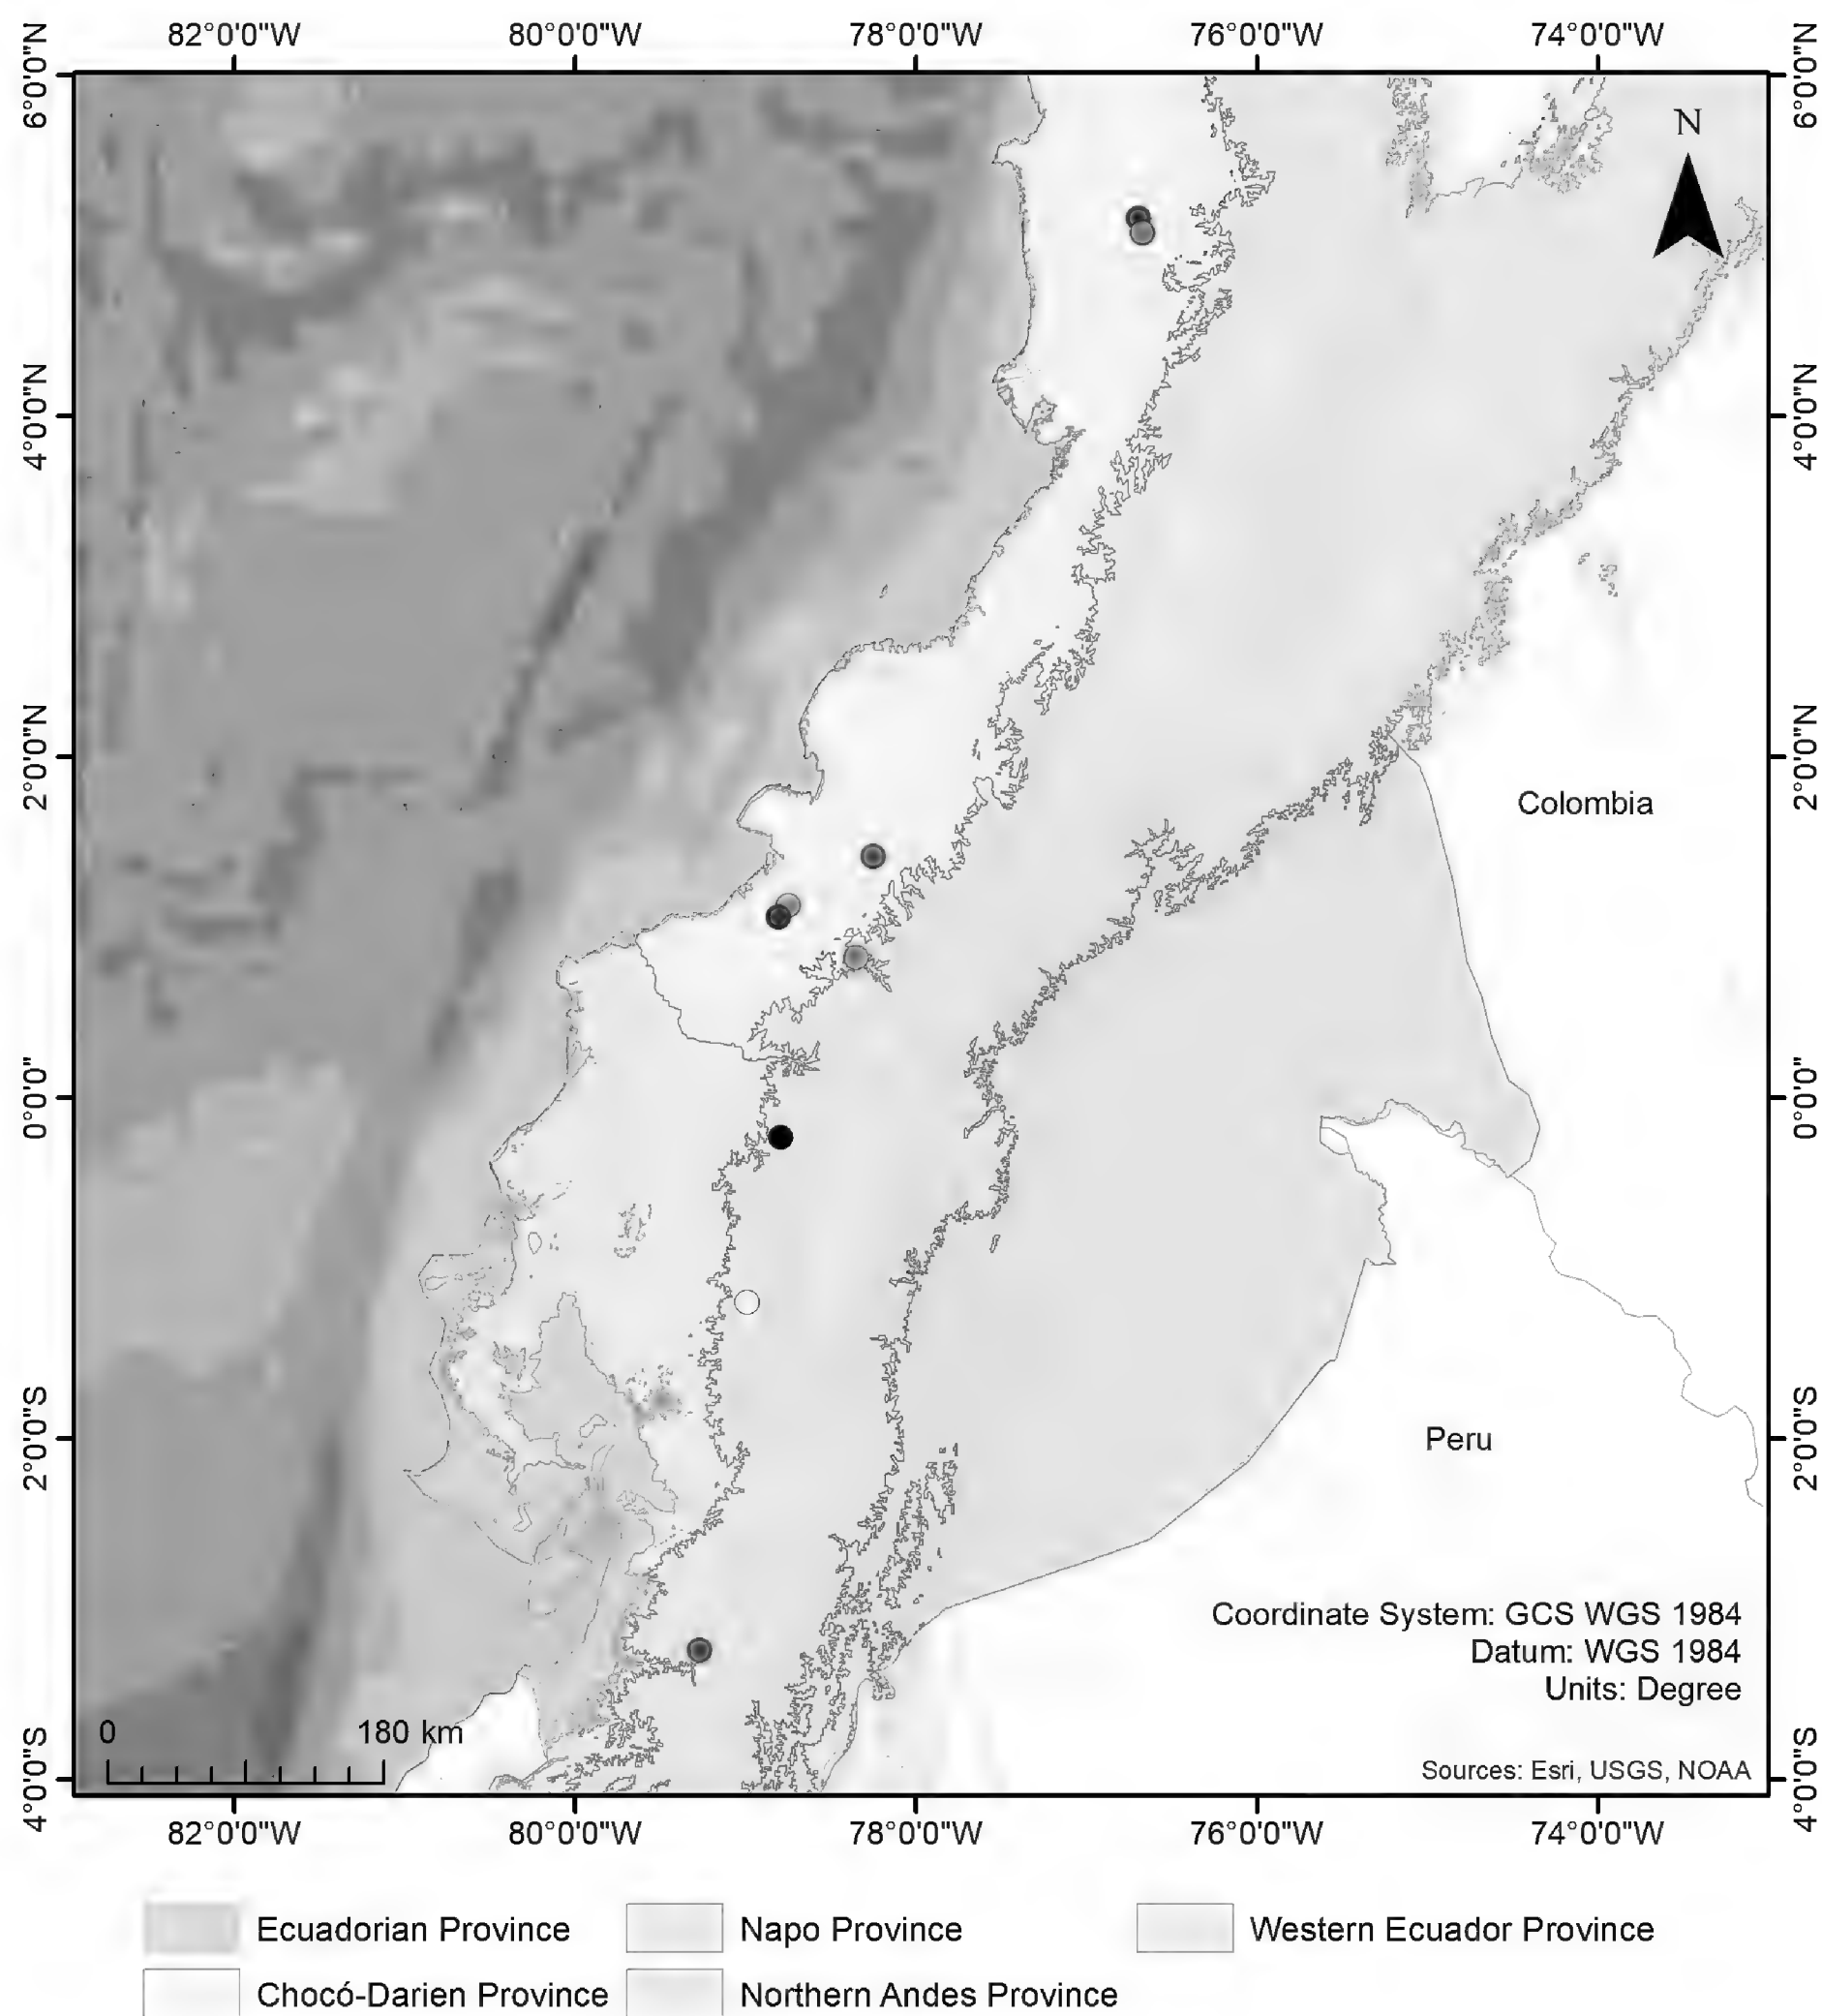 82°0'0"W 80°0'0"W 78°0'0"W 76°0'0"W 74°0'0"W
6°0'0"N 6°0'0"N
N
4°0'0"N 4°0'0"N
2°0'0"N 2°0'0"N
Colombia
0°0'0" 0°0'0"
2°0'0"S 2°0'0"S
Peru
Coordinate System: GCS WGS 1984
Datum: WGS 1984
Units: Degree
0 180 km
Sources: Esri, USGS, NOAA
4°0'0"S 4°0'0"S
82°0'0"W 80°0'0"W 78°0'0"W 76°0'0"W 74°0'0"W
Ecuadorian Province Napo Province Western Ecuador Province
Chocó-Darien Province Northern Andes Province